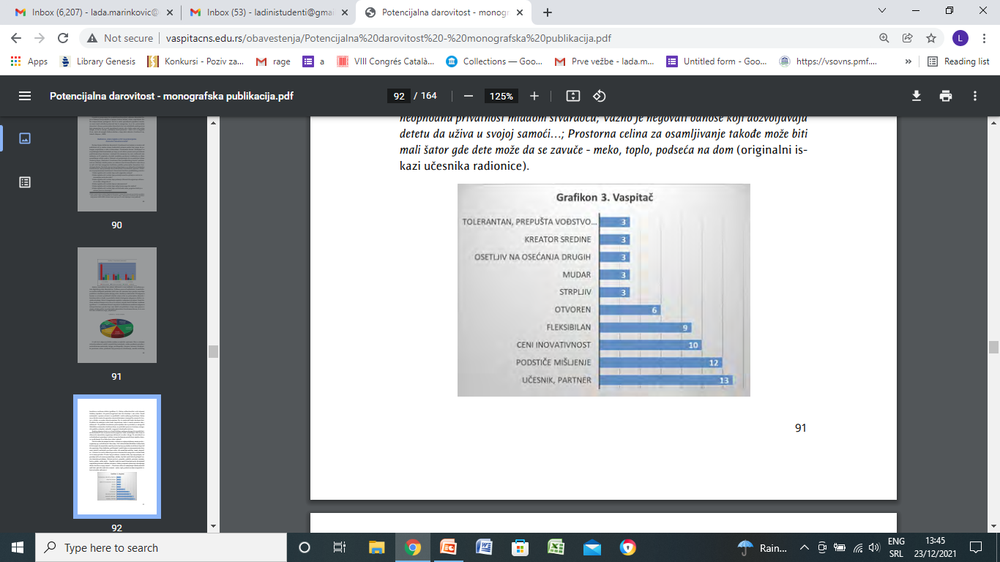 Inbox (6,207) - lada.marinkovic@
Inbox (53) - ladinistudenti@gmai
Potencijalna darovitost - monogr
Not secure
vaspitacns.edu.rs/obavestenja/Potencijalna%20darovitost%20-%20monografska%20publikacija.pdf
L
Apps
Library Genesis
Konkursi - Poziv za...
rage
a
VIII Congrés Català...
Collections — Goo...
Prve vežbe - lada.m...
Untitled form - Goo...
https://vsovns.pmf....
»
Reading list
Potencijalna darovitost - monografska publikacija.pdf
92 / 164
125%
90
91
92
neophodnu privatnost mladom stvaraocu; Važno je negovati odnose koji dozvoljavaju
detetu da uživa u svojoj samoći...; Prostorna celina za osamljivanje takođe može biti
mali šator gde dete može da se zavuče - meko, toplo, podseća na dom (originalni is-
kazi učesnika radionice).
Grafikon 3. Vaspitač
TOLERANTAN, PREPUŠTA VOĐSTVO... 3
KREATOR SREDINE 3
OSETLJIV NA OSEĆANJA DRUGIH 3
MUDAR 3
STRPLJIV 3
OTVOREN 6
FLEKSIBILAN 9
CENI INOVATIVNOST 10
PODSTIČE MIŠLJENJE 12
UČESNIK, PARTNER 13
91
Type here to search
Rain...
ENG
SRL
13:45
23/12/2021